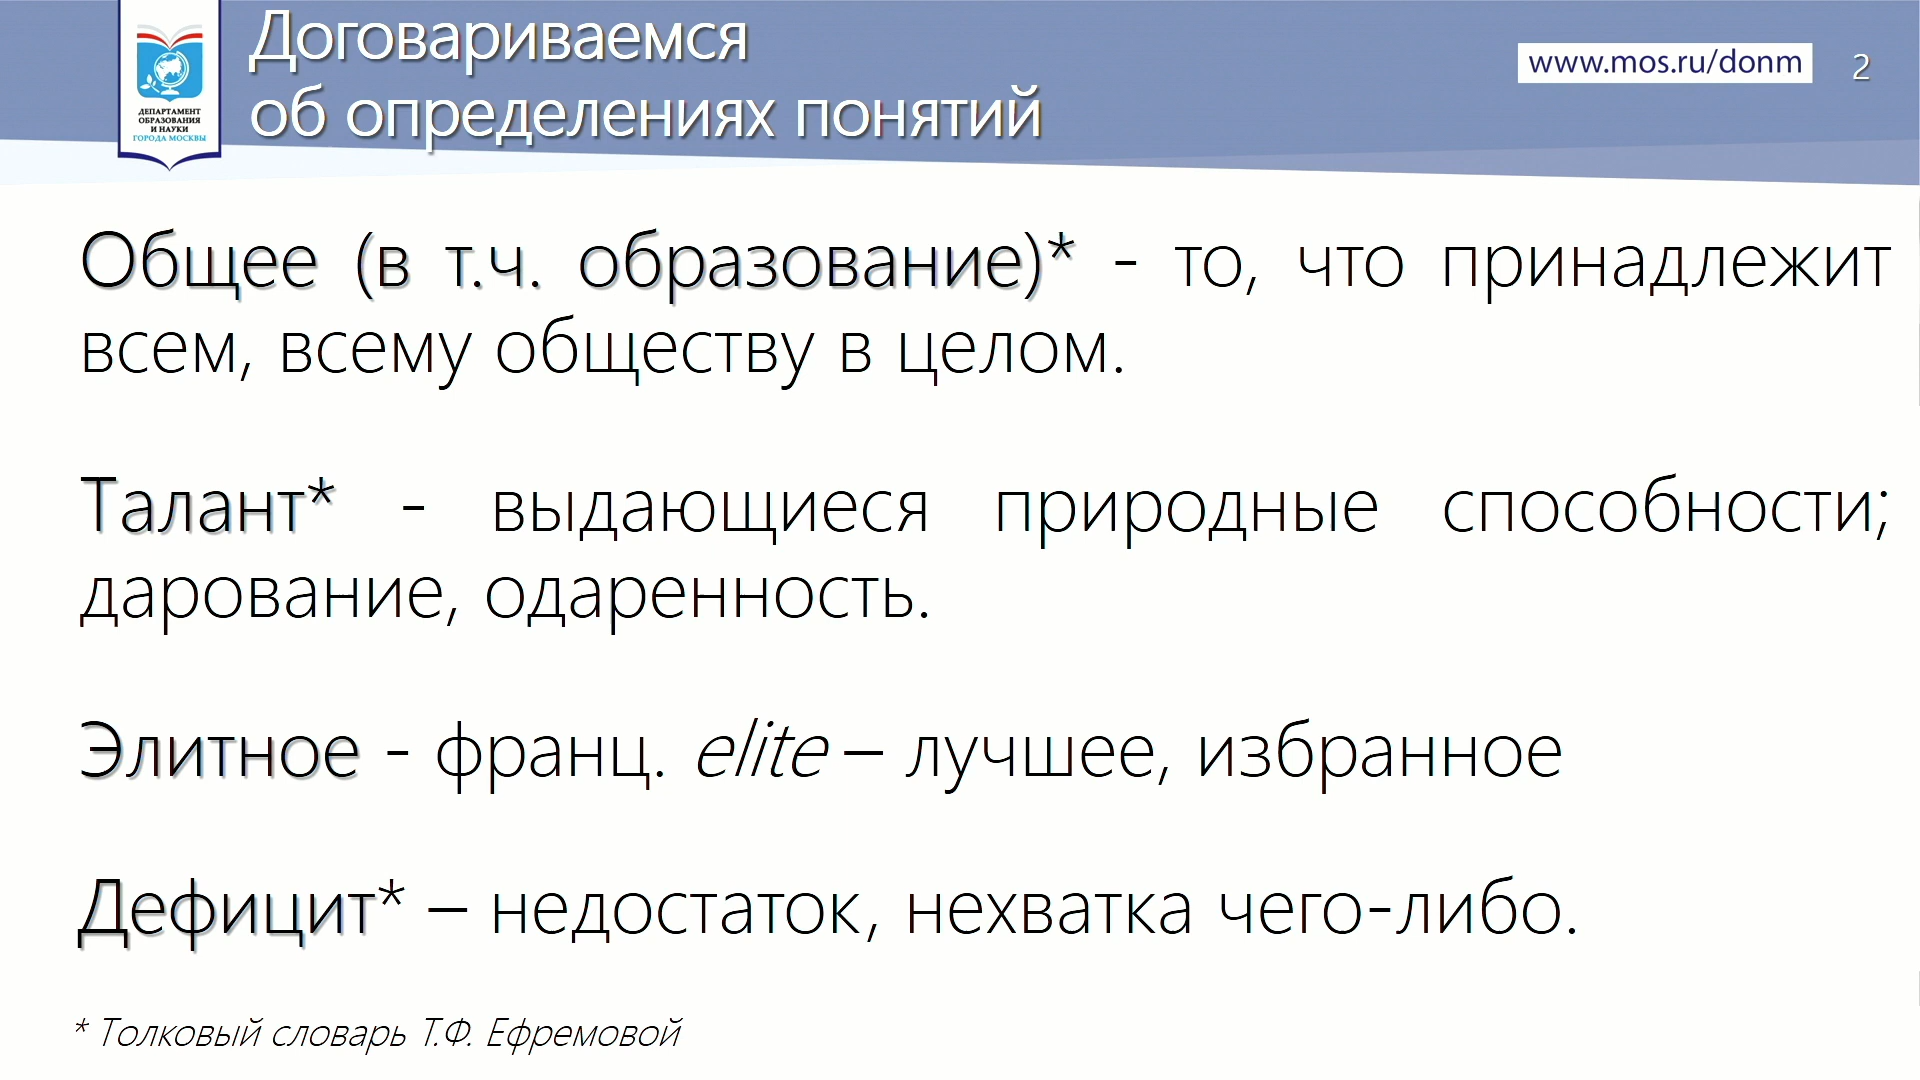 Договариваемся
об определениях понятий
www.mos.ru/donm
2
ДЕПАРТАМЕНТ
ОБРАЗОВАНИЯ
И НАУКИ
ГОРОДА МОСКВЫ
Общее (в т.ч. образование)* - то, что принадлежит
всем, всему обществу в целом.
Талант* - выдающиеся природные способности;
дарование, одаренность.
Элитное - франц. elite – лучшее, избранное
Дефицит* – недостаток, нехватка чего-либо.
* Толковый словарь Т.Ф. Ефремовой